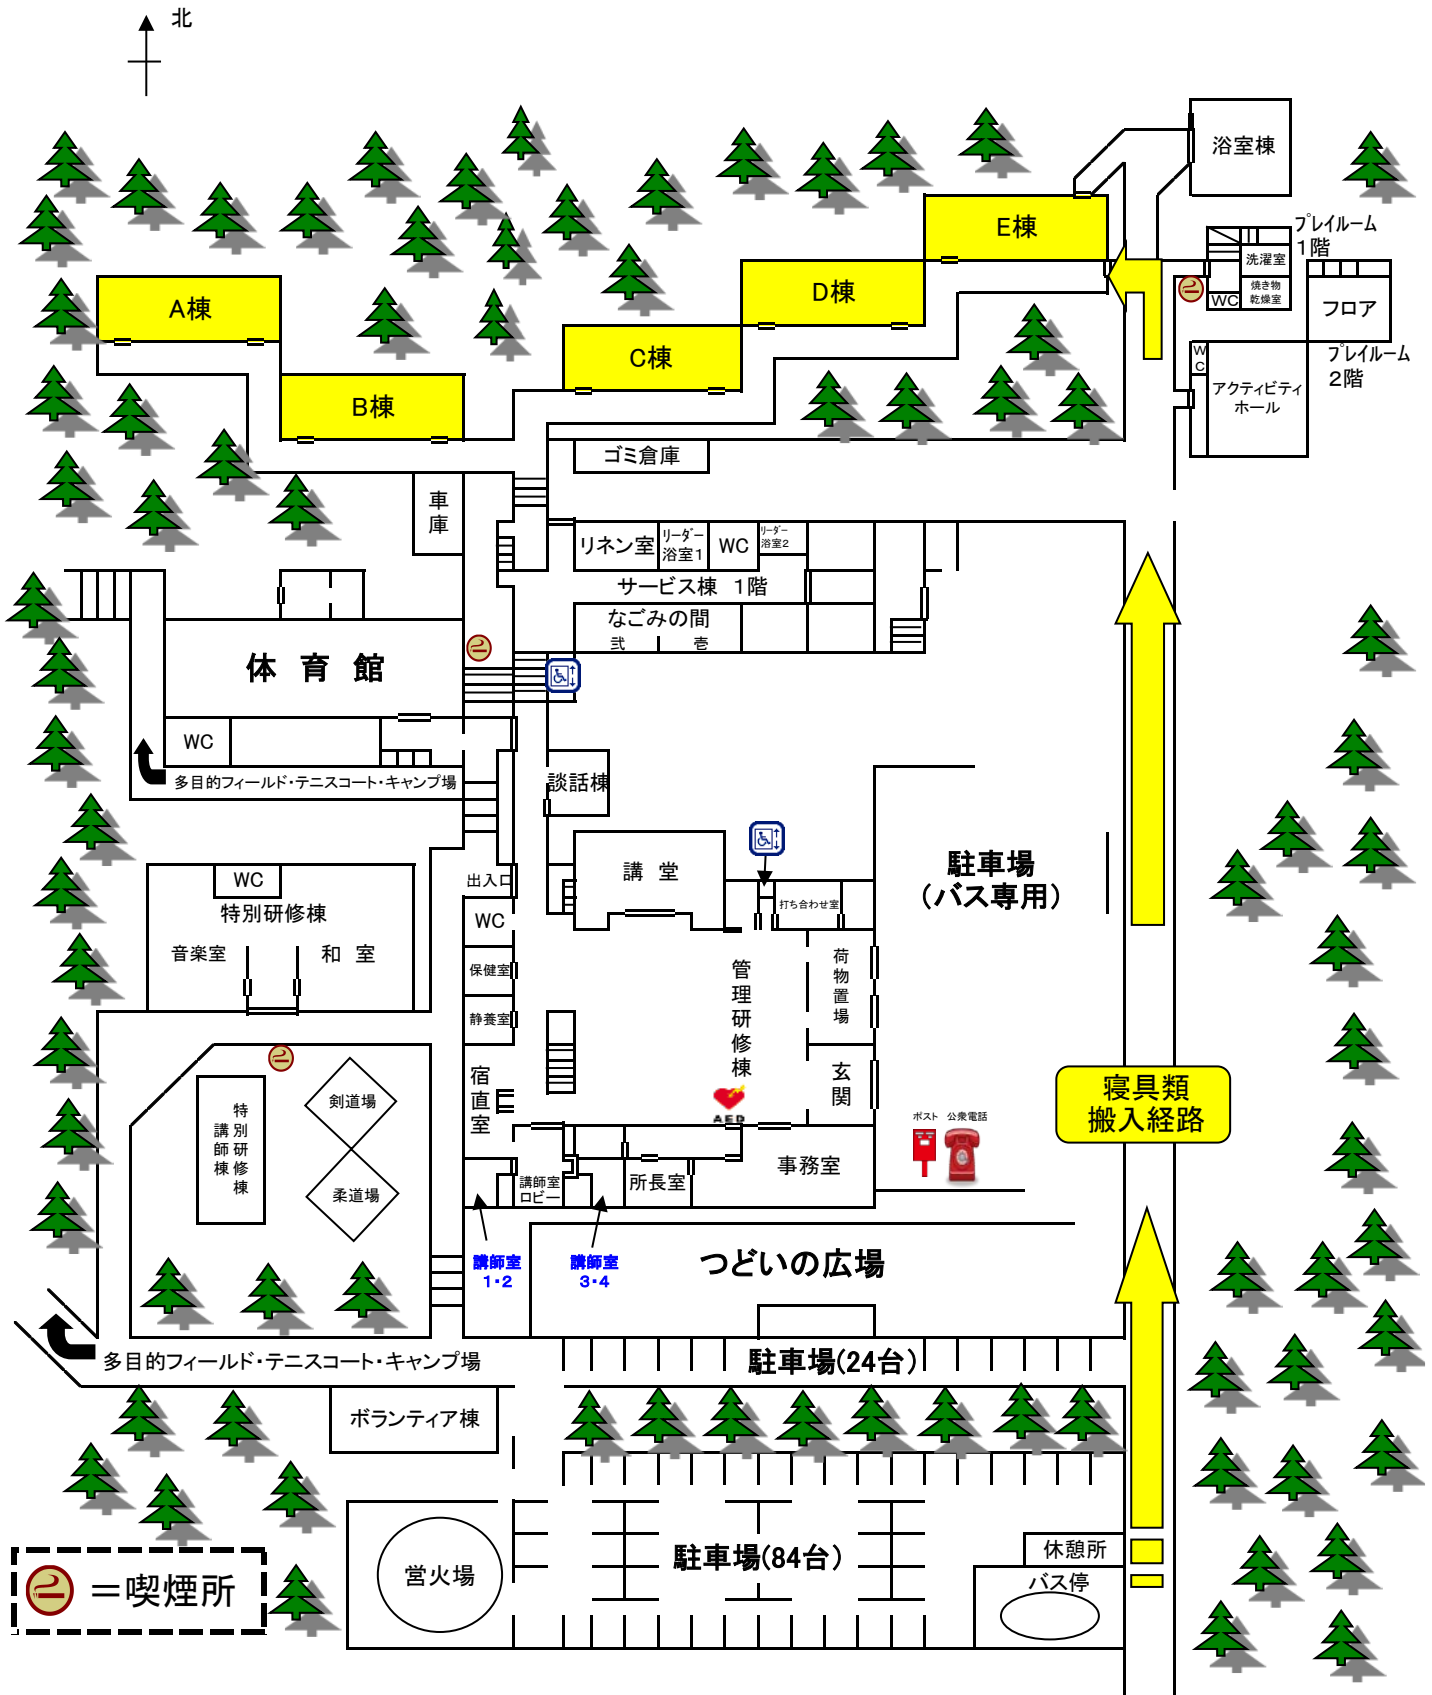 北
浴室棟
プレイルーム
1階
E棟
洗濯室
焼き物
乾燥室
WC
フロア
D棟
A棟
プレイルーム
2階
C棟
W
C
アクティビティ
ホール
B棟
ゴミ倉庫
車
庫
リネン室
リーダー
浴室1
WC
リーダー
浴室2
サービス棟 1階
なごみの間
弐 壱
体 育 館
WC
多目的フィールド・テニスコート・キャンプ場
談話棟
講 堂
駐車場
(バス専用)
出入口
WC
特別研修棟
音楽室
和 室
WC
打ち合わせ室
保健室
静養室
管
理
研
修
棟
荷
物
置
場
宿
直
室
玄
関
AED
寝具類
搬入経路
剣道場
特
別
研
修
棟
講
師
棟
柔道場
ポスト 公衆電話
事務室
所長室
講師室
ロビー
講師室
1・2
講師室
3・4
つどいの広場
多目的フィールド・テニスコート・キャンプ場
駐車場(24台)
ボランティア棟
営火場
駐車場(84台)
休憩所
バス停
=喫煙所